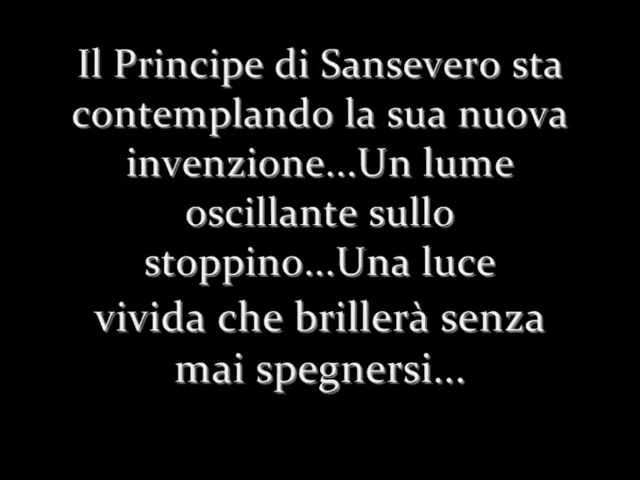 Il Principe di Sansevero sta
contemplando la sua nuova
invenzione...Un lume
oscillante sullo
stoppino...Una luce
vivida che brillerà senza
mai spegnersi...